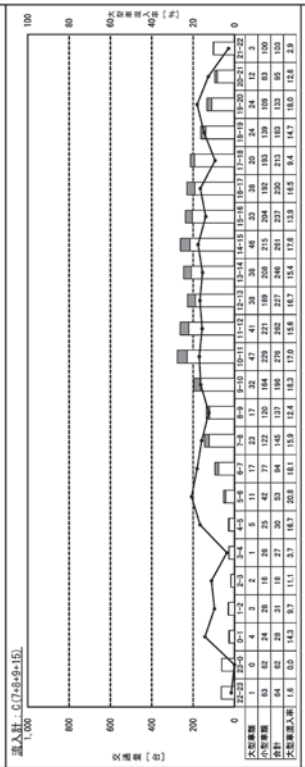 流入計：C(7+8+9+15)
交通量［台］
1,000
800
600
400
200
0
大型車混入率［%］
100
80
60
40
20
0
22-23 23-0 0-1 1-2 2-3 3-4 4-5 5-6 6-7 7-8 8-9 9-10 10-11 11-12 12-13 13-14 14-15 15-16 16-17 17-18 18-19 19-20 20-21 21-22
大型車類 1 0 4 3 2 1 5 11 17 23 17 32 47 41 38 38 46 33 38 20 24 24 12 3
小型車類 63 62 24 28 16 26 25 42 77 122 120 164 229 221 189 208 215 204 192 193 139 109 83 100
合計 64 62 28 31 18 27 30 53 94 145 137 196 276 262 227 246 261 237 230 213 163 133 95 103
大型車混入率 1.6 0.0 14.3 9.7 11.1 3.7 16.7 20.8 18.1 15.9 12.4 16.3 17.0 15.6 16.7 15.4 17.6 13.9 16.5 9.4 14.7 18.0 12.6 2.9